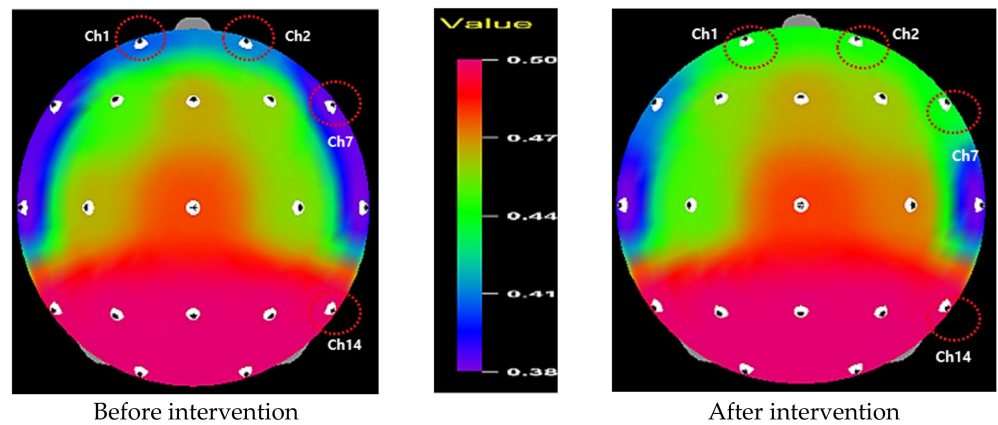 Ch1
Ch2
Ch7
Ch14
Before intervention
Value
0.50
0.47
0.44
0.41
0.38
Ch1
Ch2
Ch7
Ch14
After intervention